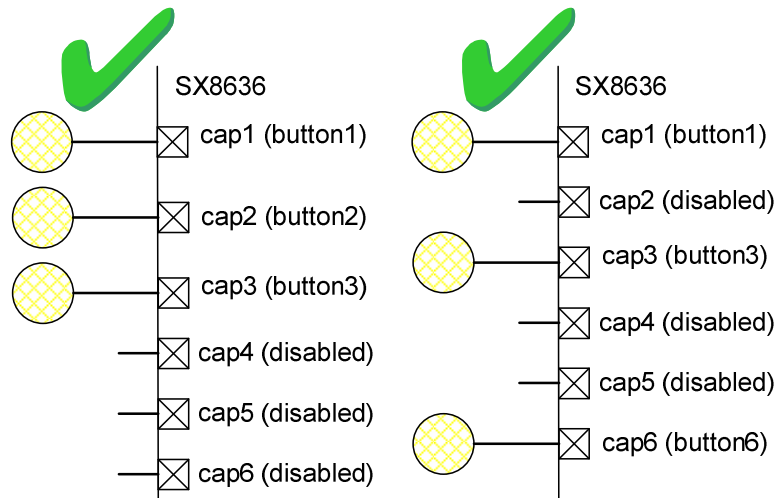 SX8636
cap1 (button1)
cap2 (button2)
cap3 (button3)
cap4 (disabled)
cap5 (disabled)
cap6 (disabled)
SX8636
cap1 (button1)
cap2 (disabled)
cap3 (button3)
cap4 (disabled)
cap5 (disabled)
cap6 (button6)